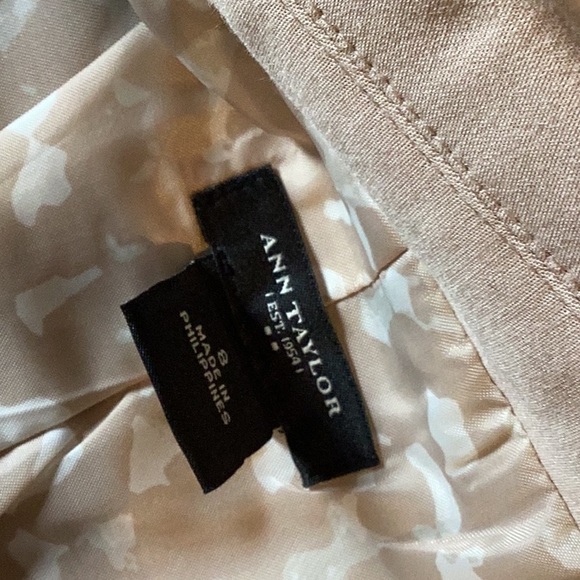 ANN TAYLOR
EST. 1954
8
MADE IN
PHILIPPINES